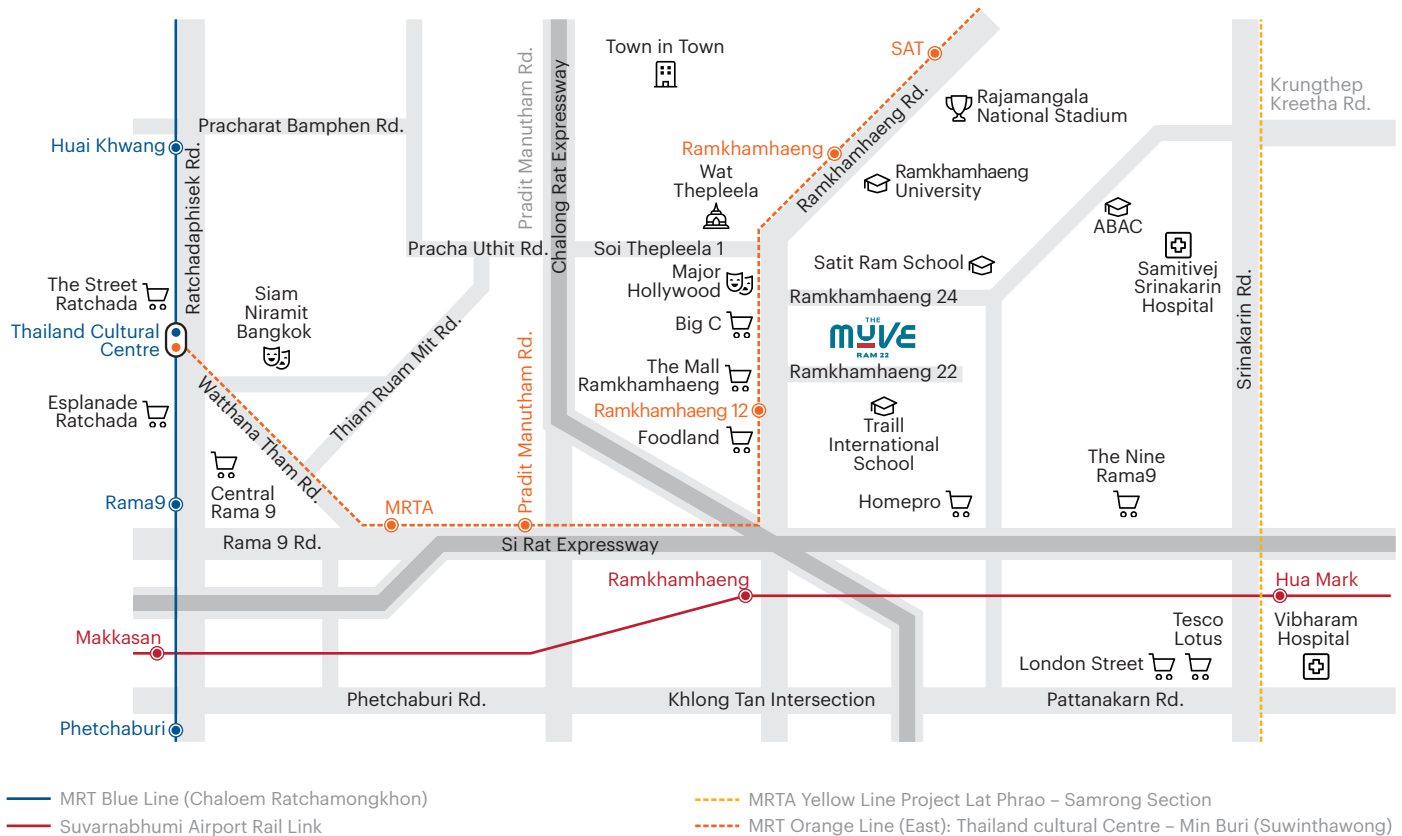 Town in Town
SAT
Krungthep
Kreetha Rd.
Rajamangala
National Stadium
Pradit Manutham Rd.
Chalong Rat Expressway
Ramkhamhaeng Rd.
Pracharat Bamphen Rd.
Huai Khwang
Ratchadaphisek Rd.
Ramkhamhaeng
Wat
Thepleela
Ramkhamhaeng
University
ABAC
Pracha Uthit Rd.
Soi Thepleela 1
Satit Ram School
Samitivej
Srinakarin
Hospital
Major
Hollywood
The Street
Ratchada
Siam
Niramit
Bangkok
Ramkhamhaeng 24
Big C
THE
MUVE
RAM 22
Thailand Cultural
Centre
Srinakarin Rd.
Thiam Ruam Mit Rd.
Pradit Manutham Rd.
The Mall
Ramkhamhaeng
Ramkhamhaeng 22
Watthana Tham Rd.
Esplanade
Ratchada
Ramkhamhaeng 12
Foodland
Traill
International
School
The Nine
Rama9
Central
Rama 9
Rama9
MRTA
Homepro
Rama 9 Rd.
Si Rat Expressway
Ramkhamhaeng
Hua Mark
Makkasan
Tesco
Lotus
Vibharam
Hospital
London Street
Phetchaburi Rd.
Khlong Tan Intersection
Pattanakarn Rd.
Phetchaburi
MRT Blue Line (Chaloem Ratchamongkhon)
Suvarnabhumi Airport Rail Link
MRTA Yellow Line Project Lat Phrao – Samrong Section
MRT Orange Line (East): Thailand cultural Centre – Min Buri (Suwinthawong)